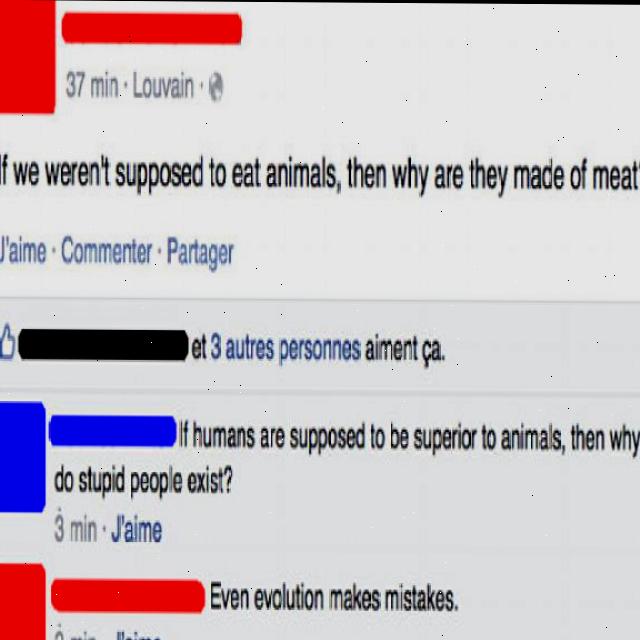 37 min · Louvain ·
If we weren't supposed to eat animals, then why are they made of meat
J'aime · Commenter · Partager
et 3 autres personnes aiment ça.
If humans are supposed to be superior to animals, then why
do stupid people exist?
3 min · J'aime
Even evolution makes mistakes.
min · J'aime